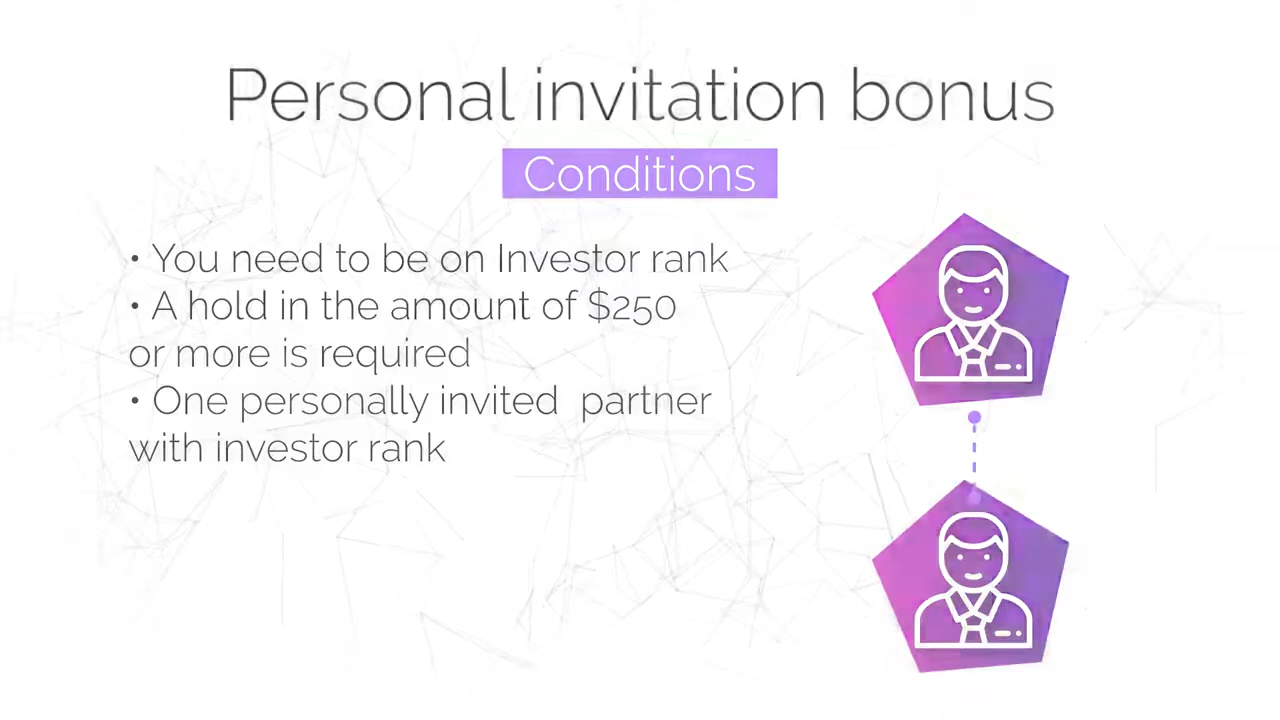 Personal invitation bonus
Conditions
• You need to be on Investor rank
• A hold in the amount of $250
or more is required
• One personally invited  partner
with investor rank